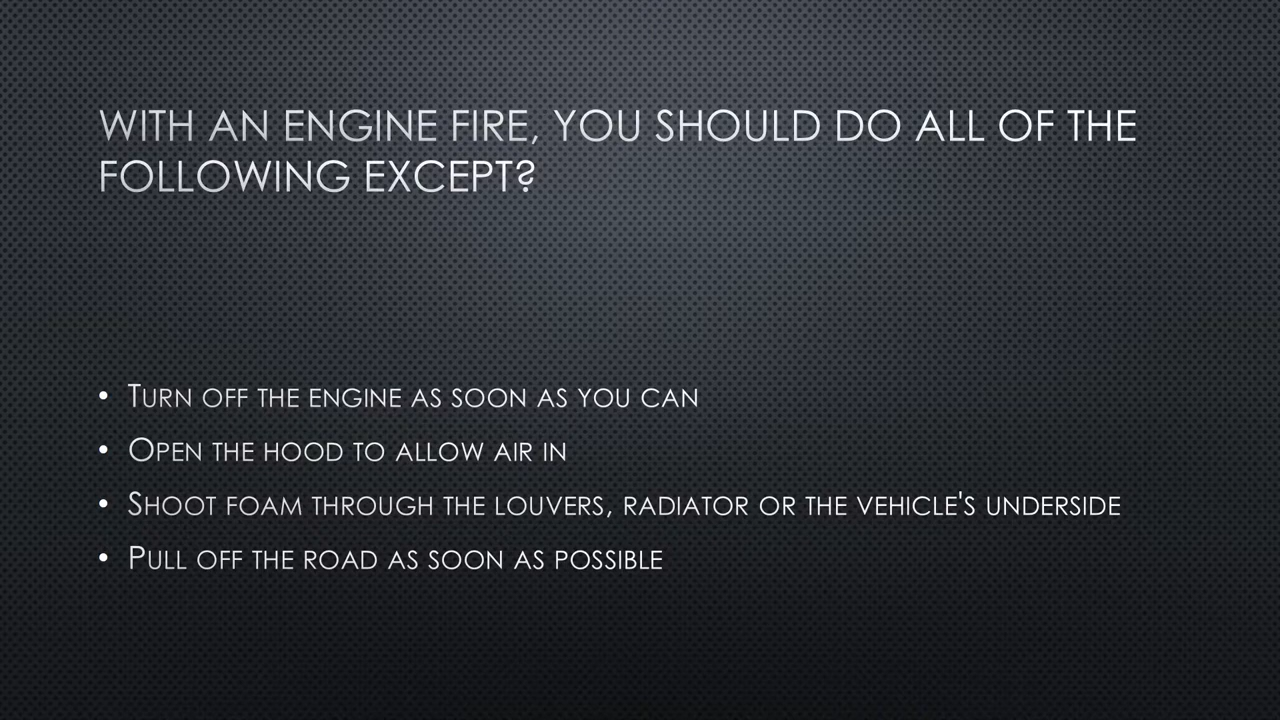 WITH AN ENGINE FIRE, YOU SHOULD DO ALL OF THE
FOLLOWING EXCEPT?
• TURN OFF THE ENGINE AS SOON AS YOU CAN
• OPEN THE HOOD TO ALLOW AIR IN
• SHOOT FOAM THROUGH THE LOUVERS, RADIATOR OR THE VEHICLE'S UNDERSIDE
• PULL OFF THE ROAD AS SOON AS POSSIBLE